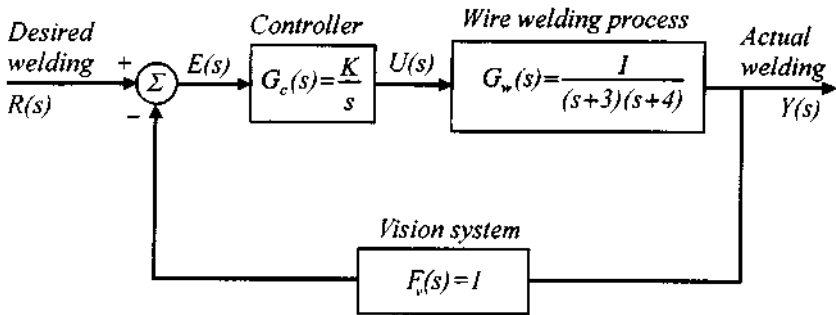 Desired welding
R(s)
+
−
Σ
E(s)
Controller
G_c(s)=K/s
U(s)
Wire welding process
G_w(s)=1/(s+3)(s+4)
Actual welding
Y(s)
Vision system
F_v(s)=1